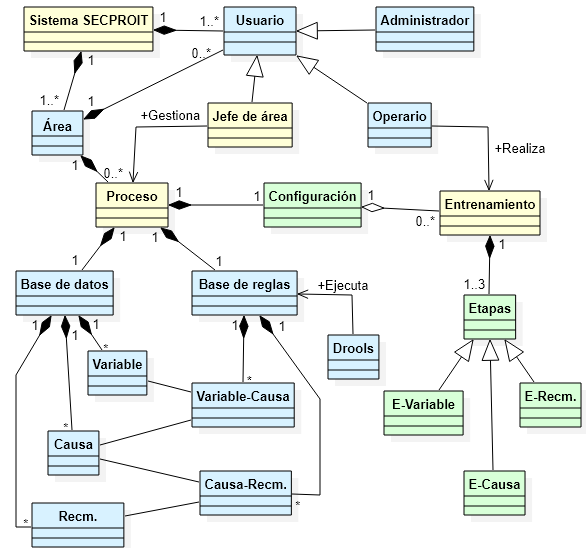 Sistema SECPROIT
1
1..*
Usuario
Administrador
1
1..*
0..*
Área
1
1
0..*
+Gestiona
Jefe de área
Operario
+Realiza
Proceso
1
1
Configuración
1
0..*
Entrenamiento
1
1
1
1
1
1..3
Base de datos
Base de reglas
+Ejecuta
Etapas
1
1
1
1
1
Drools
*
Variable
*
Variable-Causa
E-Variable
E-Recm.
*
Causa
Causa-Recm.
E-Causa
*
*
Recm.